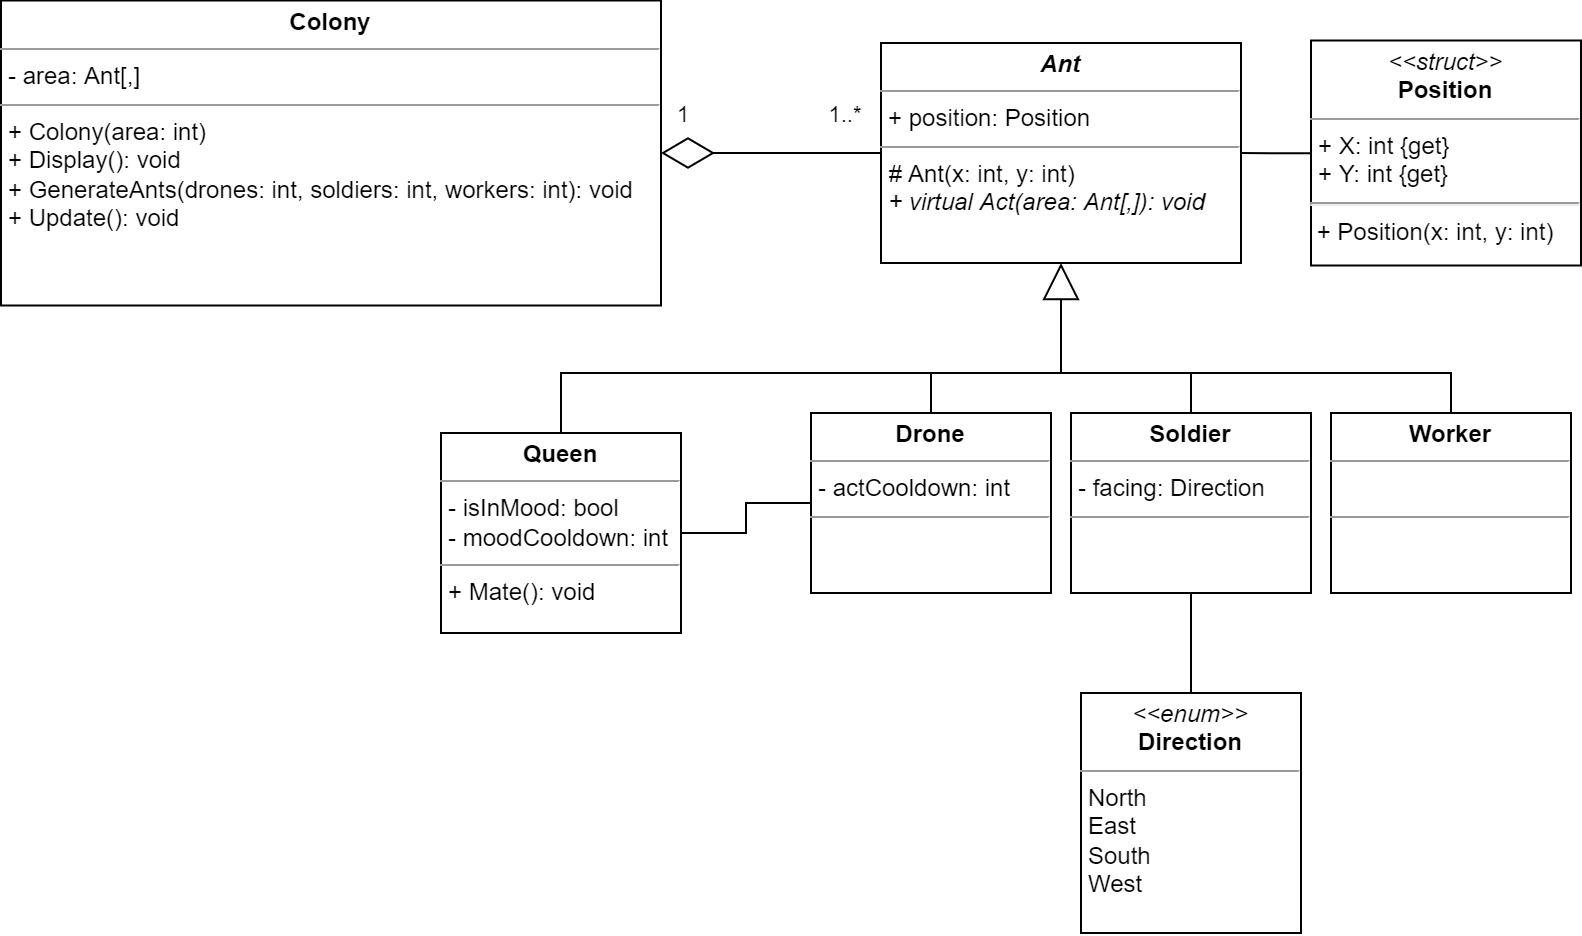 Colony
- area: Ant[,]
+ Colony(area: int)
+ Display(): void
+ GenerateAnts(drones: int, soldiers: int, workers: int): void
+ Update(): void
1
1..*
Ant
+ position: Position
# Ant(x: int, y: int)
+ virtual Act(area: Ant[,]): void
<<struct>>
Position
+ X: int {get}
+ Y: int {get}
+ Position(x: int, y: int)
Queen
- isInMood: bool
- moodCooldown: int
+ Mate(): void
Drone
- actCooldown: int
Soldier
- facing: Direction
Worker
<<enum>>
Direction
North
East
South
West